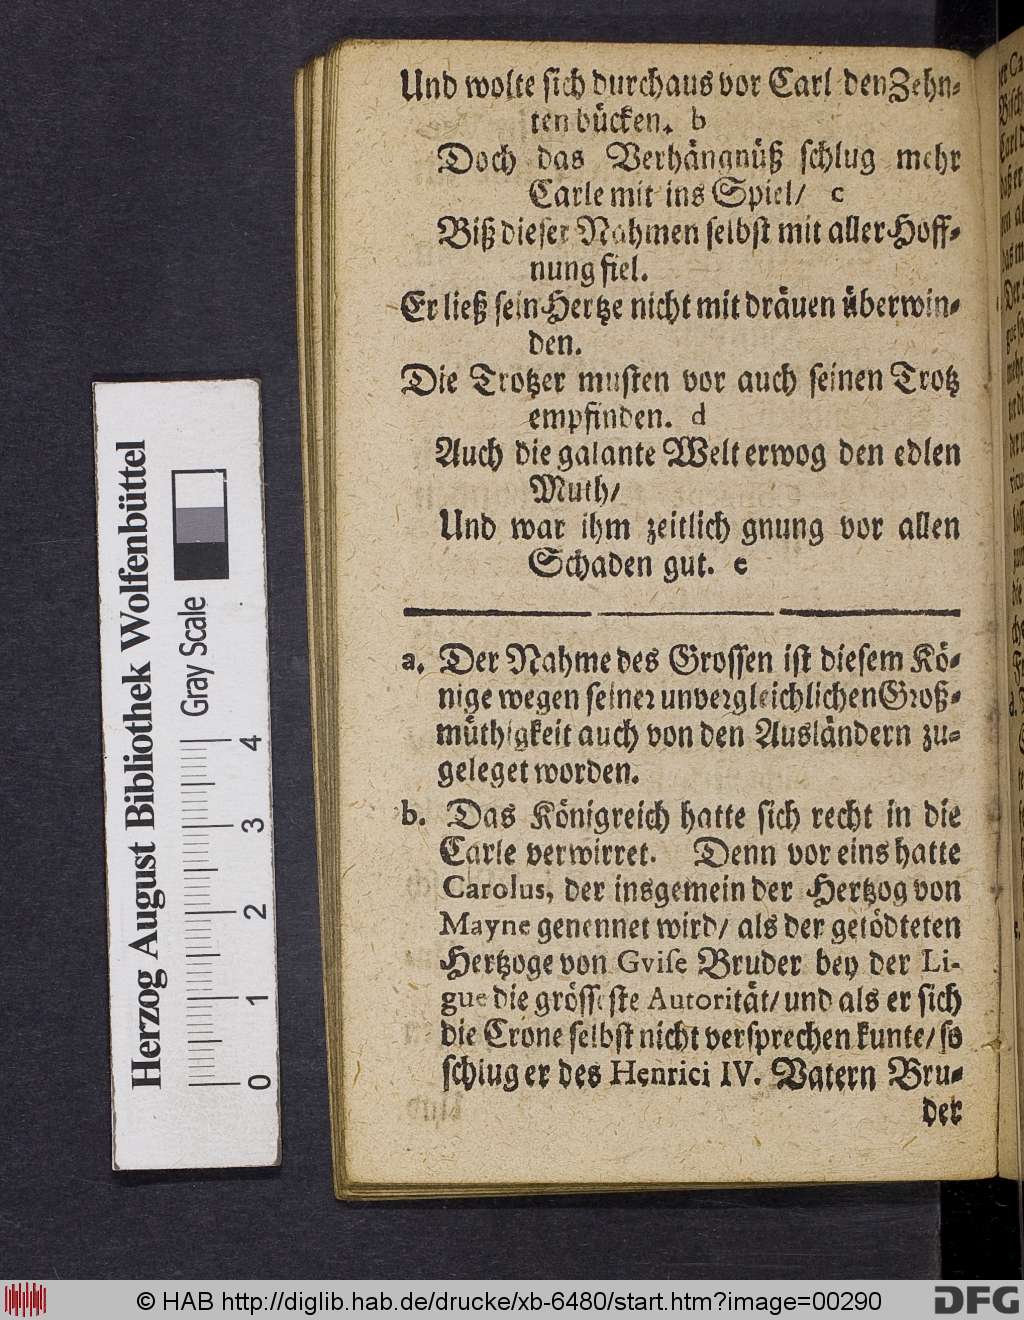 Und wolte sich durchaus vor Carl den Zehn-
ten bücken. b
Doch das Verhängnüß schlug mehr
Carle mit ins Spiel/ c
Biß dieser Nahmen selbst mit aller Hoff-
nung fiel.
Er ließ sein Hertze nicht mit dräuen überwin-
den.
Die Trotzer musten vor auch seinen Trotz
empfinden. d
Auch die galante Welt erwog den edlen
Muth/
Und war ihm zeitlich gnung vor allen
Schaden gut. e
a. Der Nahme des Grossen ist diesem Kö-
nige wegen seiner unvergleichlichen Groß-
müthigkeit auch von den Ausländern zu-
geleget worden.
b. Das Königreich hatte sich recht in die
Carle verwirret. Denn vor eins hatte
Carolus, der insgemein der Hertzog von
Mayne genennet wird/ als der getödteten
Hertzoge von Gvise Bruder bey der Li-
gue die grösseste Autorität/ und als er sich
die Crone selbst nicht versprechen kunte/ so
schlug er des Henrici IV. Vatern Bru-
der
Herzog August Bibliothek Wolfenbüttel
Gray Scale
0 1 2 3 4
© HAB http://diglib.hab.de/drucke/xb-6480/start.htm?image=00290
DFG